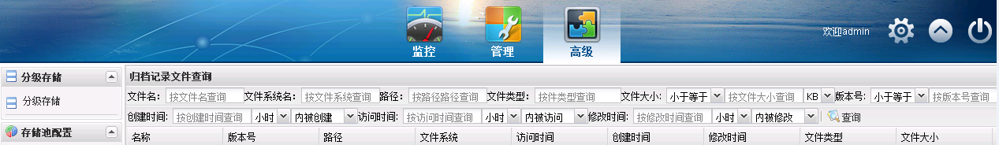 监控 管理 高级 欢迎admin
分级存储
分级存储
存储池配置
归档记录文件查询
文件名: 按文件名查询 文件系统名: 按文件系统查询 路径: 按路径路径查询 文件类型: 按件类型查询 文件大小: 小于等于 按文件大小查询 KB 版本号: 小于等于 按版本号查询
创建时间: 按创建时间查询 小时 内被创建 访问时间: 按访问时间查询 小时 内被访问 修改时间: 按修改时间查询 小时 内被修改 查询
名称 版本号 路径 文件系统 访问时间 创建时间 修改时间 文件类型 文件大小